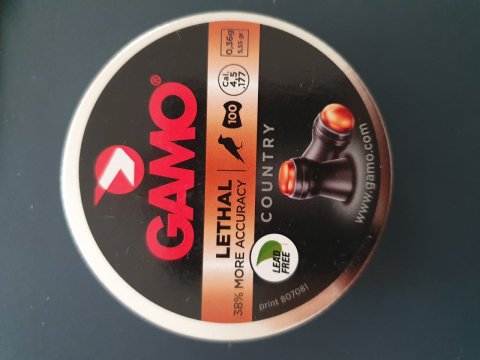 GAMO®
LETHAL
38% MORE ACCURACY
100
Cal.
4,5
.177
0,36g
5,55 gr
COUNTRY
LEAD
FREE
www.gamo.com
print 807081